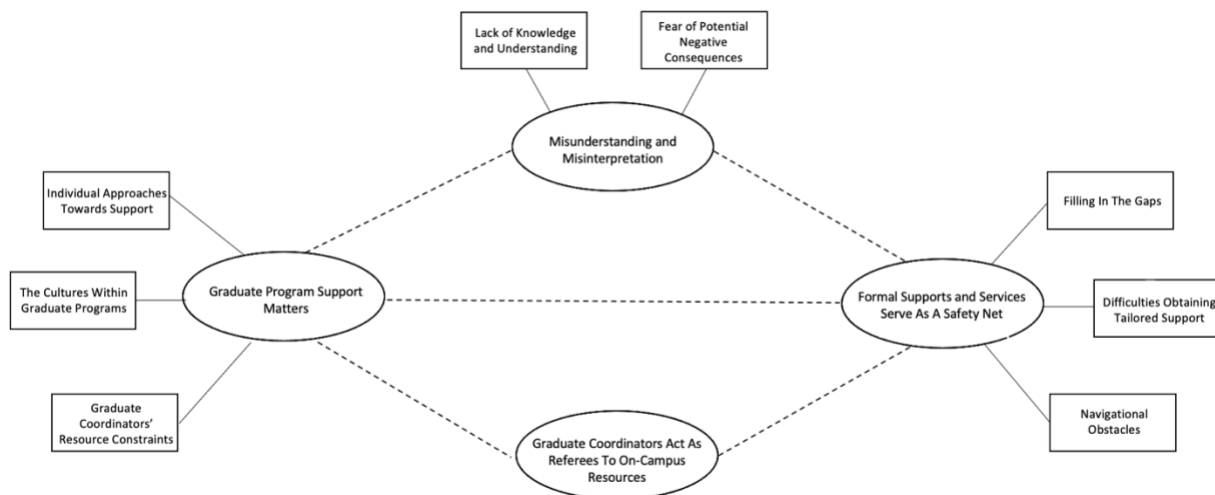 Lack of Knowledge
and Understanding
Fear of Potential
Negative
Consequences
Misunderstanding and
Misinterpretation
Individual Approaches
Towards Support
Filling In The Gaps
The Cultures Within
Graduate Programs
Graduate Program Support
Matters
Formal Supports and Services
Serve As A Safety Net
Difficulties Obtaining
Tailored Support
Graduate
Coordinators'
Resource Constraints
Navigational
Obstacles
Graduate Coordinators Act As
Referees To On-Campus
Resources